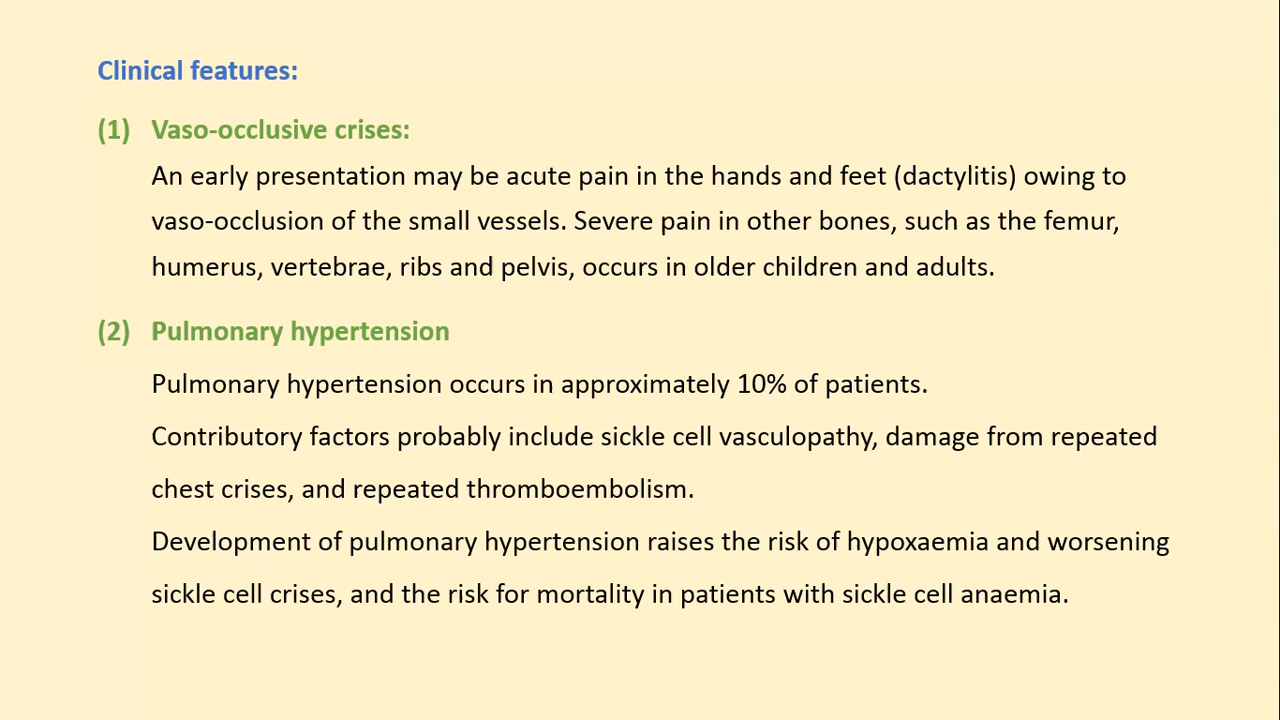 Clinical features:
(1) Vaso-occlusive crises:
An early presentation may be acute pain in the hands and feet (dactylitis) owing to
vaso-occlusion of the small vessels. Severe pain in other bones, such as the femur,
humerus, vertebrae, ribs and pelvis, occurs in older children and adults.
(2) Pulmonary hypertension
Pulmonary hypertension occurs in approximately 10% of patients.
Contributory factors probably include sickle cell vasculopathy, damage from repeated
chest crises, and repeated thromboembolism.
Development of pulmonary hypertension raises the risk of hypoxaemia and worsening
sickle cell crises, and the risk for mortality in patients with sickle cell anaemia.